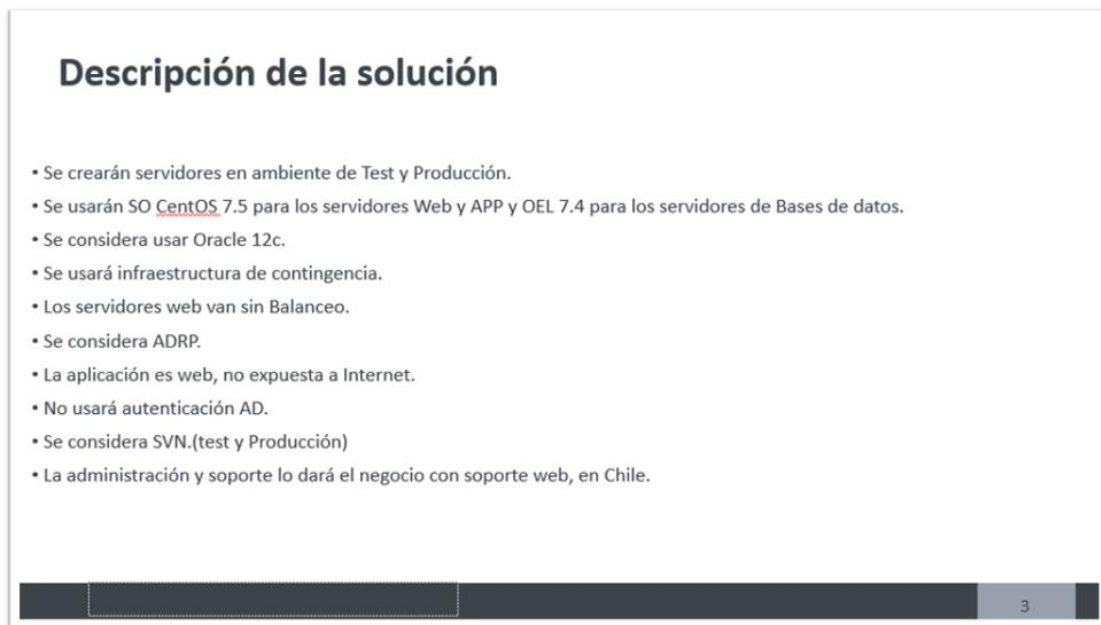 Descripción de la solución
• Se crearán servidores en ambiente de Test y Producción.
• Se usarán SO CentOS 7.5 para los servidores Web y APP y OEL 7.4 para los servidores de Bases de datos.
• Se considera usar Oracle 12c.
• Se usará infraestructura de contingencia.
• Los servidores web van sin Balanceo.
• Se considera ADRP.
• La aplicación es web, no expuesta a Internet.
• No usará autenticación AD.
• Se considera SVN.(test y Producción)
• La administración y soporte lo dará el negocio con soporte web, en Chile.
3